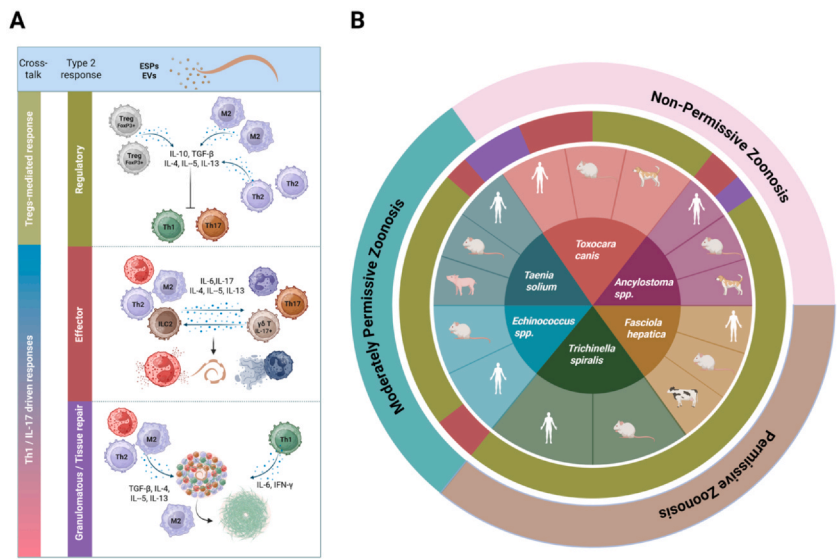 A
Cross-
talk
Type 2
response
ESPs
EVs
Tregs-mediated response
Regulatory
Treg
FoxP3+
Treg
FoxP3+
M2
M2
IL-10, TGF-β
IL-4, IL-5, IL-13
Th2
Th2
Th1
Th17
Th1 / IL-17 driven responses
Effector
M2
Th2
ILC2
IL-6,IL-17
IL-4, IL-5, IL-13
Th17
γδ T
IL-17+
Granulomatous / Tissue repair
M2
Th2
Th1
TGF-β, IL-4,
IL-5, IL-13
IL-6, IFN-γ
M2
B
Non-Permissive Zoonosis
Moderately Permissive Zoonosis
Permissive Zoonosis
Toxocara
canis
Ancylostoma
spp.
Fasciola
hepatica
Trichinella
spiralis
Echinococcus
spp.
Taenia
solium